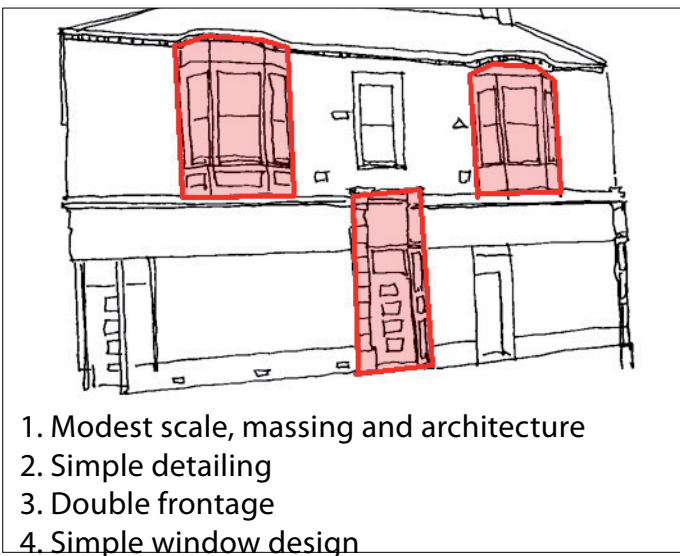 1. Modest scale, massing and architecture
2. Simple detailing
3. Double frontage
4. Simple window design